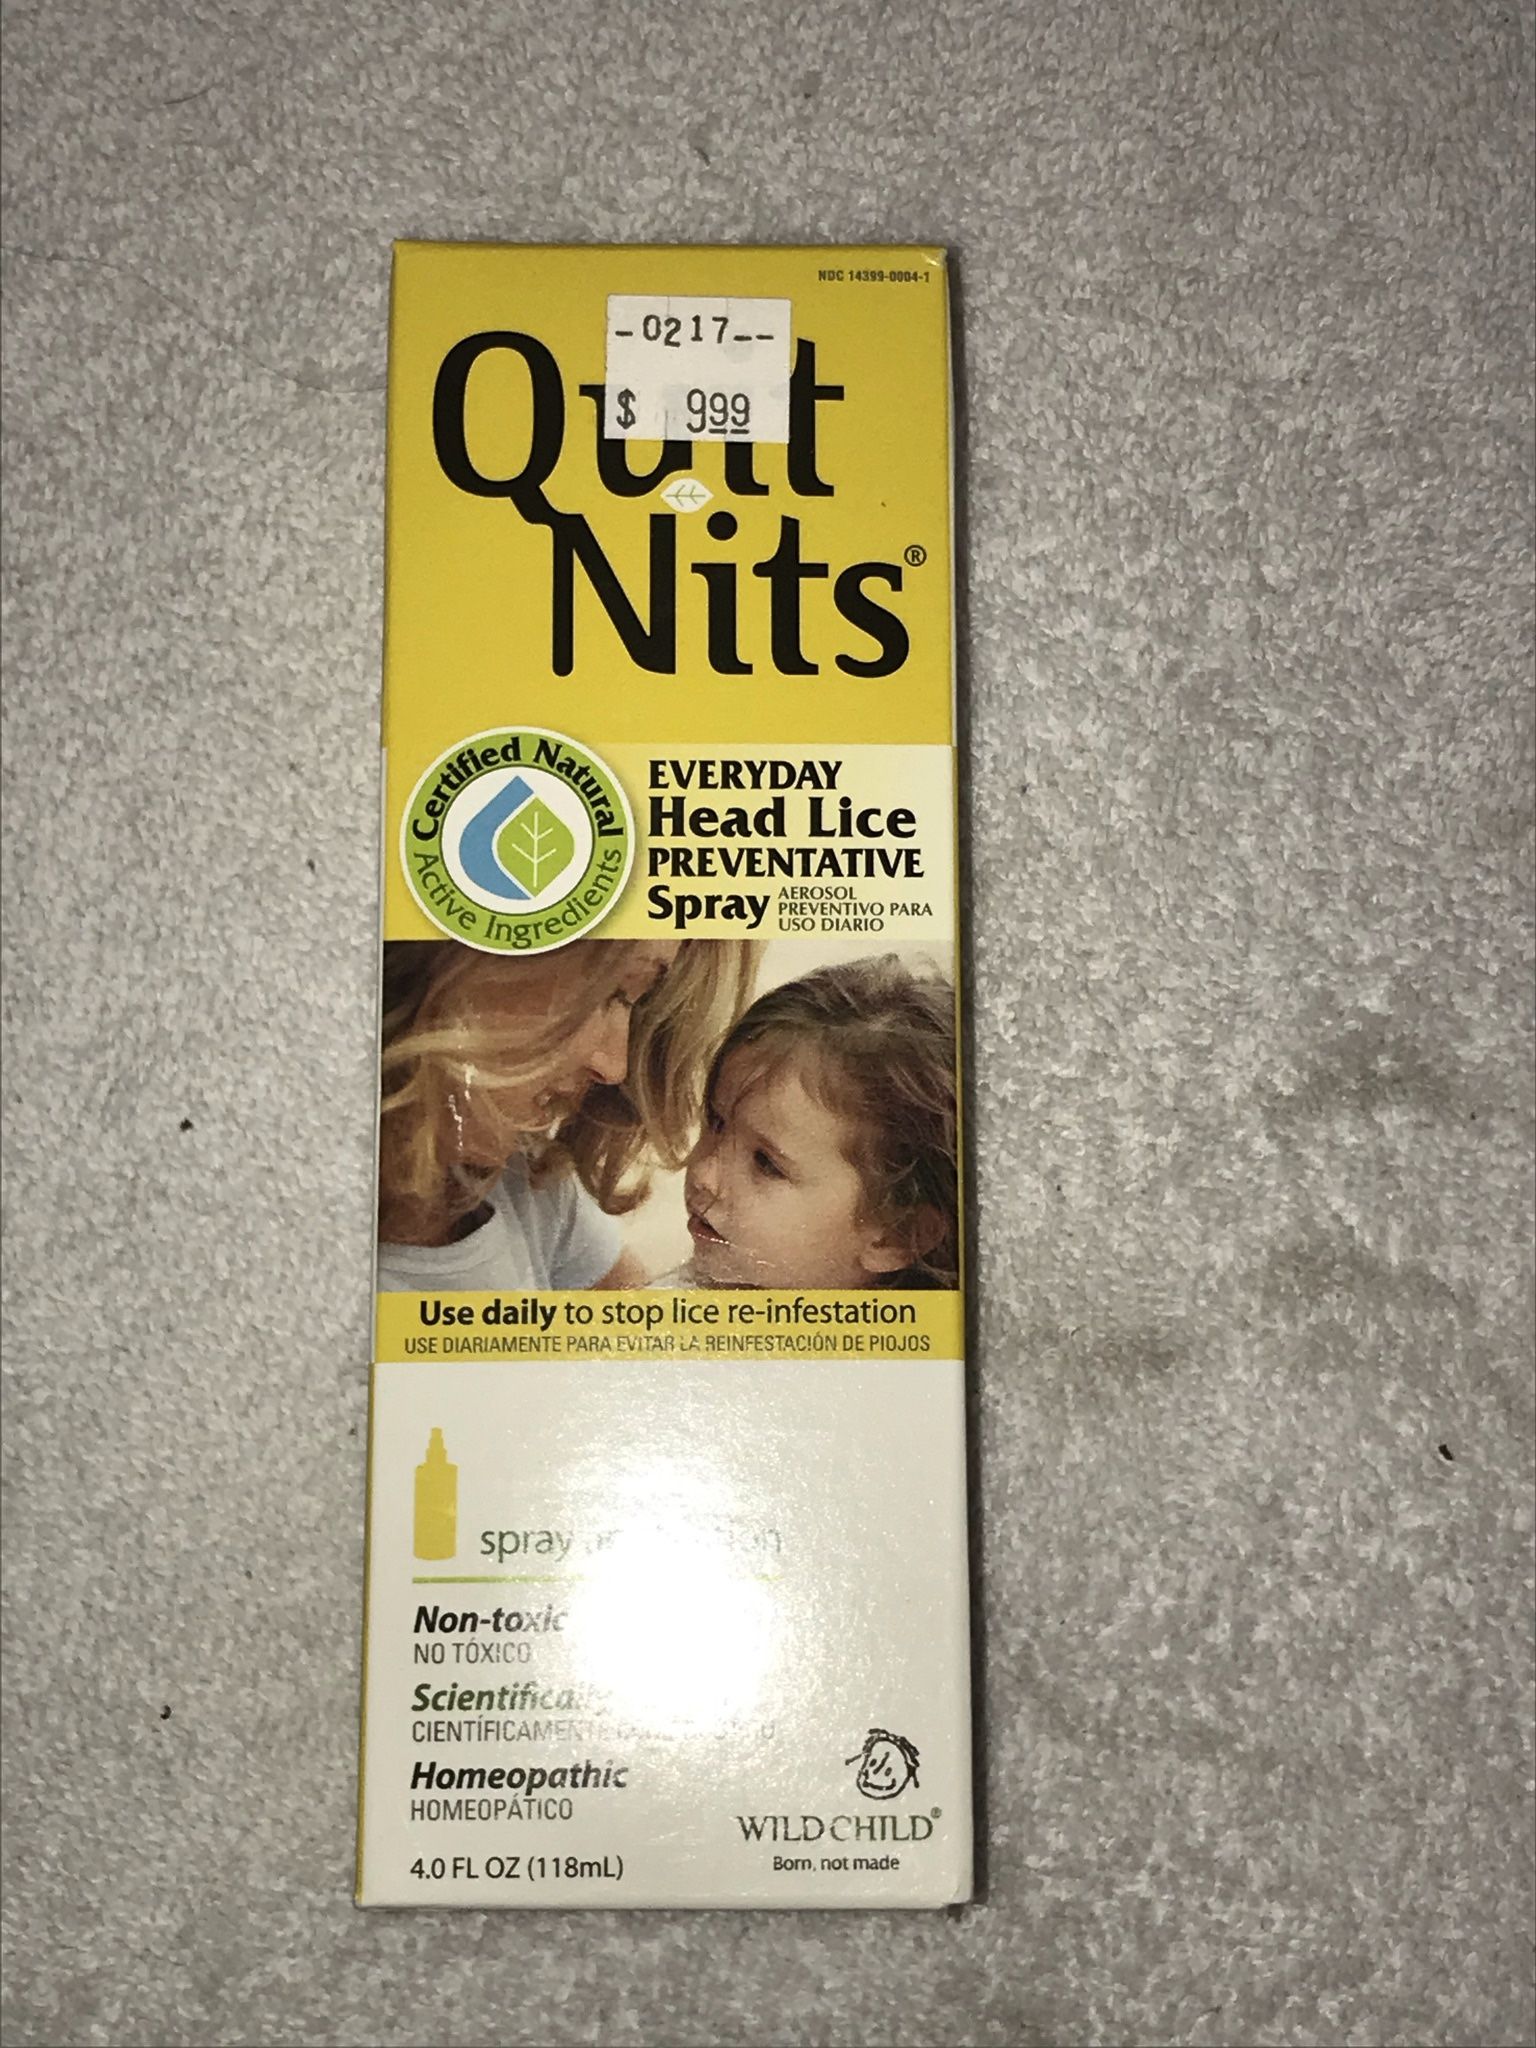 NDC 14399-0004-1
-0217--
$ 999
Quit
Nits®
Certified Natural
Active Ingredients
EVERYDAY
Head Lice
PREVENTATIVE
Spray
AEROSOL
PREVENTIVO PARA
USO DIARIO
Use daily to stop lice re-infestation
USE DIARIAMENTE PARA EVITAR LA REINFESTACIÓN DE PIOJOS
spray
Non-toxic
NO TÓXICO
Scientifically
CIENTÍFICAMENTE
Homeopathic
HOMEOPÁTICO
4.0 FL OZ (118mL)
WILD CHILD®
Born, not made